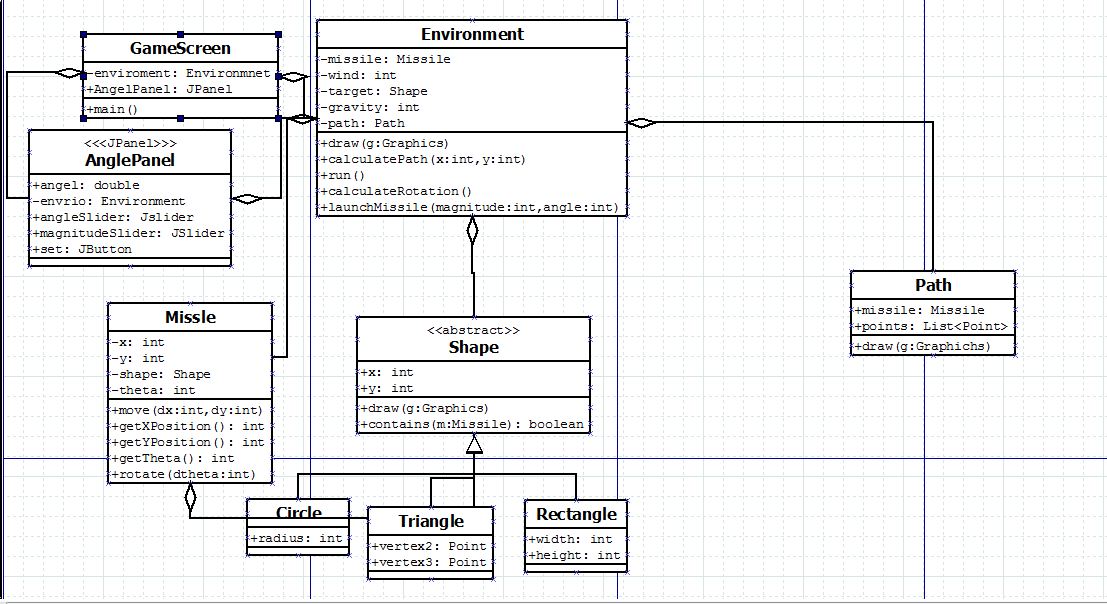 GameScreen
-enviroment: Environmnet
+AngelPanel: JPanel
+main()
Environment
-missile: Missile
-wind: int
-target: Shape
-gravity: int
-path: Path
+draw(g:Graphics)
+calculatePath(x:int,y:int)
+run()
+calculateRotation()
+launchMissile(magnitude:int,angle:int)
<<<JPanel>>>
AnglePanel
+angel: double
-envrio: Environment
+angleSlider: Jslider
+magnitudeSlider: JSlider
+set: JButton
Path
+missile: Missile
+points: List<Point>
+draw(g:Graphichs)
Missle
-x: int
-y: int
-shape: Shape
-theta: int
+move(dx:int,dy:int)
+getXPosition(): int
+getYPosition(): int
+getTheta(): int
+rotate(dtheta:int)
<<abstract>>
Shape
+x: int
+y: int
+draw(g:Graphics)
+contains(m:Missile): boolean
Circle
+radius: int
Triangle
+vertex2: Point
+vertex3: Point
Rectangle
+width: int
+height: int